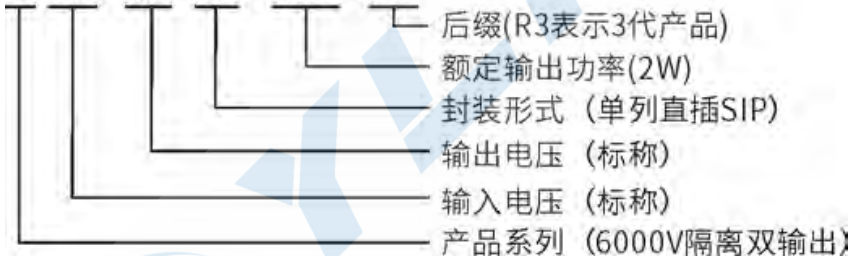 后缀(R3表示3代产品)
额定输出功率(2W)
封装形式（单列直插SIP）
输出电压（标称）
输入电压（标称）
产品系列（6000V隔离双输出）